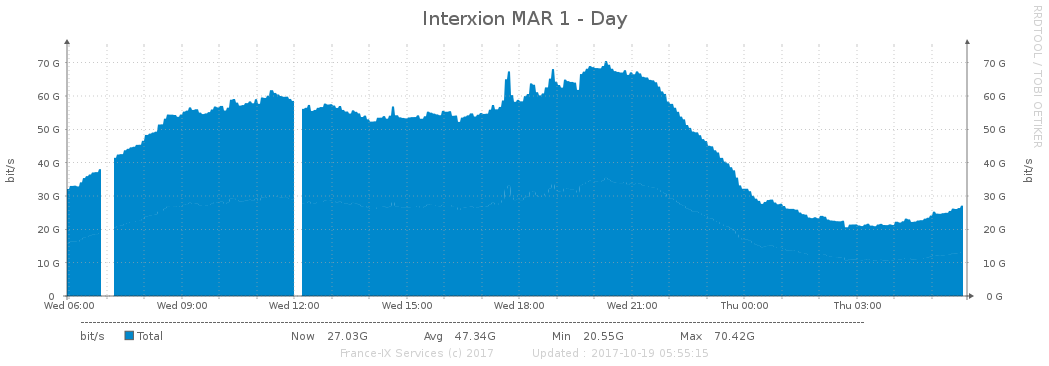 Interxion MAR 1 - Day
RRDTOOL / TOBI OETIKER
bit/s
70 G 70 G
60 G 60 G
50 G 50 G
40 G 40 G
30 G 30 G
20 G 20 G
10 G 10 G
0 0 G
bit/s
Wed 06:00 Wed 09:00 Wed 12:00 Wed 15:00 Wed 18:00 Wed 21:00 Thu 00:00 Thu 03:00
bit/s Total Now 27.03G Avg 47.34G Min 20.55G Max 70.42G
France-IX Services (c) 2017 Updated : 2017-10-19 05:55:15